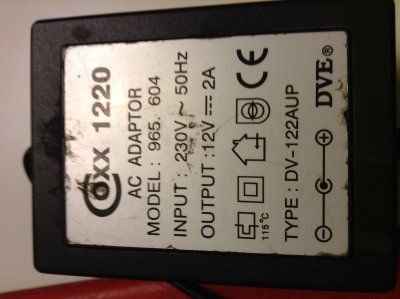 Coxx 1220
AC ADAPTOR
MODEL : 965. 604
INPUT : 230V ~ 50Hz
OUTPUT : 12V ⎓ 2A
115°C
CE
TYPE : DV-122AUP
DVE®